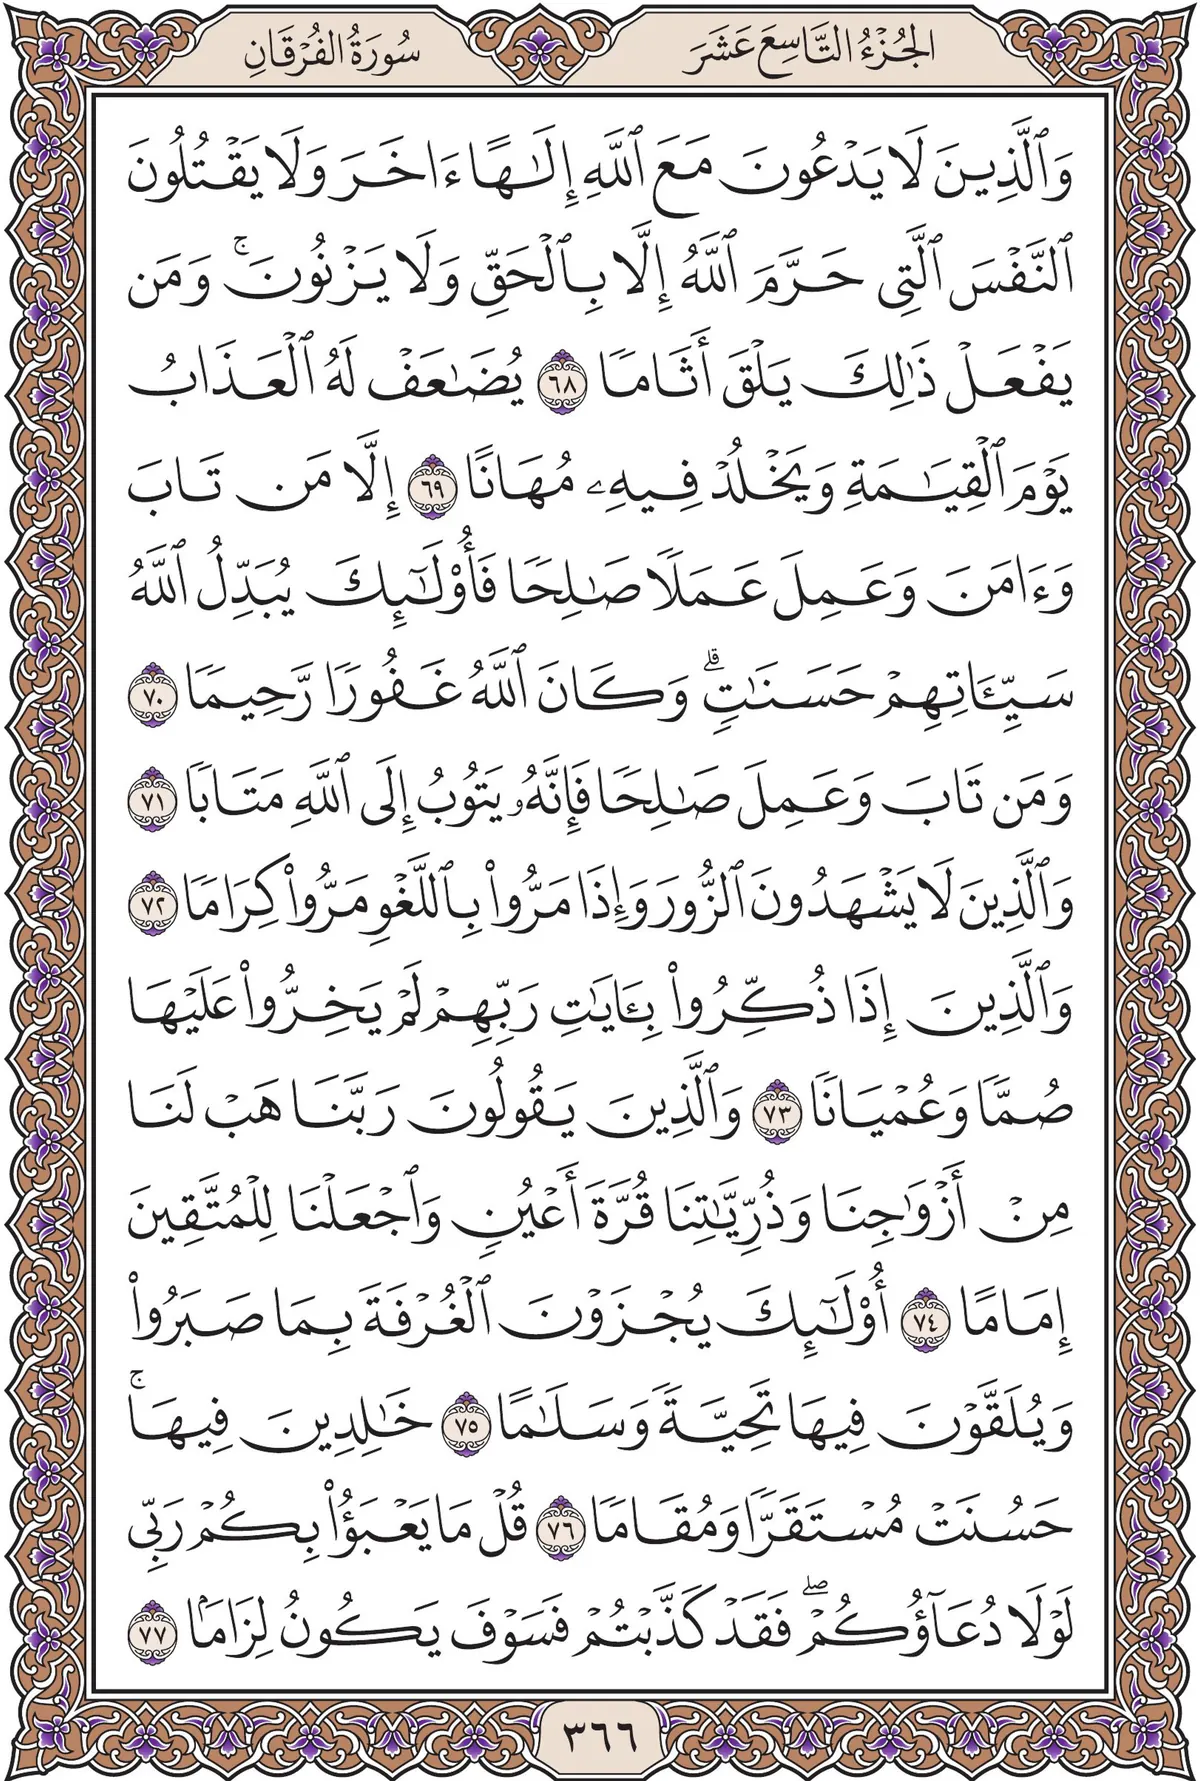 الجُزْءُ التَّاسِعَ عَشَرَ
سُورَةُ الفُرْقَانِ
وَٱلَّذِينَ لَا يَدْعُونَ مَعَ ٱللَّهِ إِلَـٰهًا ءَاخَرَ وَلَا يَقْتُلُونَ
ٱلنَّفْسَ ٱلَّتِى حَرَّمَ ٱللَّهُ إِلَّا بِٱلْحَقِّ وَلَا يَزْنُونَ ۚ وَمَن
يَفْعَلْ ذَٰلِكَ يَلْقَ أَثَامًا ٦٨ يُضَـٰعَفْ لَهُ ٱلْعَذَابُ
يَوْمَ ٱلْقِيَـٰمَةِ وَيَخْلُدْ فِيهِۦ مُهَانًا ٦٩ إِلَّا مَن تَابَ
وَءَامَنَ وَعَمِلَ عَمَلًا صَـٰلِحًا فَأُو۟لَـٰٓئِكَ يُبَدِّلُ ٱللَّهُ
سَيِّـَٔاتِهِمْ حَسَنَـٰتٍ ۗ وَكَانَ ٱللَّهُ غَفُورًا رَّحِيمًا ٧٠
وَمَن تَابَ وَعَمِلَ صَـٰلِحًا فَإِنَّهُۥ يَتُوبُ إِلَى ٱللَّهِ مَتَابًا ٧١
وَٱلَّذِينَ لَا يَشْهَدُونَ ٱلزُّورَ وَإِذَا مَرُّوا۟ بِٱللَّغْوِ مَرُّوا۟ كِرَامًا ٧٢
وَٱلَّذِينَ إِذَا ذُكِّرُوا۟ بِـَٔايَـٰتِ رَبِّهِمْ لَمْ يَخِرُّوا۟ عَلَيْهَا
صُمًّا وَعُمْيَانًا ٧٣ وَٱلَّذِينَ يَقُولُونَ رَبَّنَا هَبْ لَنَا
مِنْ أَزْوَٰجِنَا وَذُرِّيَّـٰتِنَا قُرَّةَ أَعْيُنٍ وَٱجْعَلْنَا لِلْمُتَّقِينَ
إِمَامًا ٧٤ أُو۟لَـٰٓئِكَ يُجْزَوْنَ ٱلْغُرْفَةَ بِمَا صَبَرُوا۟
وَيُلَقَّوْنَ فِيهَا تَحِيَّةً وَسَلَـٰمًا ٧٥ خَـٰلِدِينَ فِيهَا ۚ
حَسُنَتْ مُسْتَقَرًّا وَمُقَامًا ٧٦ قُلْ مَا يَعْبَؤُا۟ بِكُمْ رَبِّى
لَوْلَا دُعَآؤُكُمْ ۖ فَقَدْ كَذَّبْتُمْ فَسَوْفَ يَكُونُ لِزَامًۢا ٧٧
٣٦٦